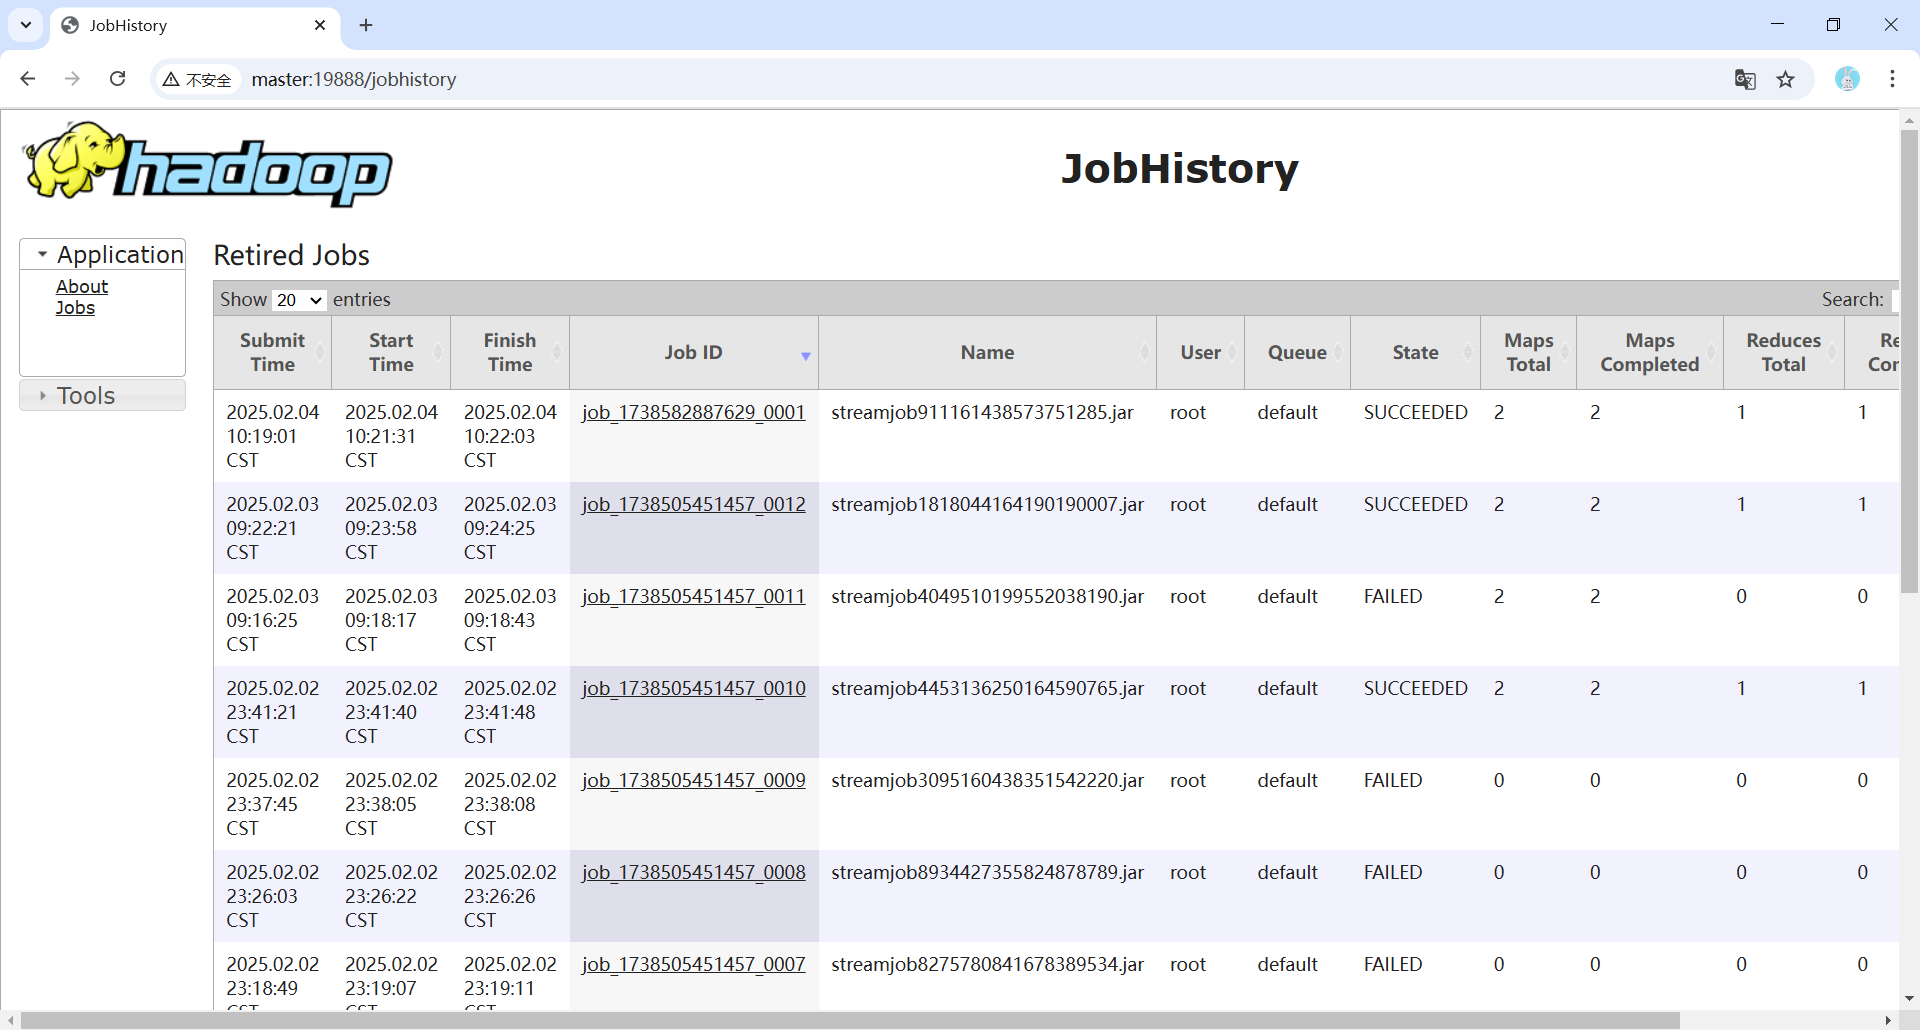 JobHistory
不安全 master:19888/jobhistory
hadoop
JobHistory
Application
About
Jobs
Tools
Retired Jobs
Show 20 entries
Search:
Submit Time Start Time Finish Time Job ID Name User Queue State Maps Total Maps Completed Reduces Total
2025.02.04 10:19:01 CST 2025.02.04 10:21:31 CST 2025.02.04 10:22:03 CST job_1738582887629_0001 streamjob911161438573751285.jar root default SUCCEEDED 2 2 1 1
2025.02.03 09:22:21 CST 2025.02.03 09:23:58 CST 2025.02.03 09:24:25 CST job_1738505451457_0012 streamjob1818044164190190007.jar root default SUCCEEDED 2 2 1 1
2025.02.03 09:16:25 CST 2025.02.03 09:18:17 CST 2025.02.03 09:18:43 CST job_1738505451457_0011 streamjob4049510199552038190.jar root default FAILED 2 2 0 0
2025.02.02 23:41:21 CST 2025.02.02 23:41:40 CST 2025.02.02 23:41:48 CST job_1738505451457_0010 streamjob4453136250164590765.jar root default SUCCEEDED 2 2 1 1
2025.02.02 23:37:45 CST 2025.02.02 23:38:05 CST 2025.02.02 23:38:08 CST job_1738505451457_0009 streamjob3095160438351542220.jar root default FAILED 0 0 0 0
2025.02.02 23:26:03 CST 2025.02.02 23:26:22 CST 2025.02.02 23:26:26 CST job_1738505451457_0008 streamjob8934427355824878789.jar root default FAILED 0 0 0 0
2025.02.02 23:18:49 2025.02.02 23:19:07 2025.02.02 23:19:11 job_1738505451457_0007 streamjob8275780841678389534.jar root default FAILED 0 0 0 0